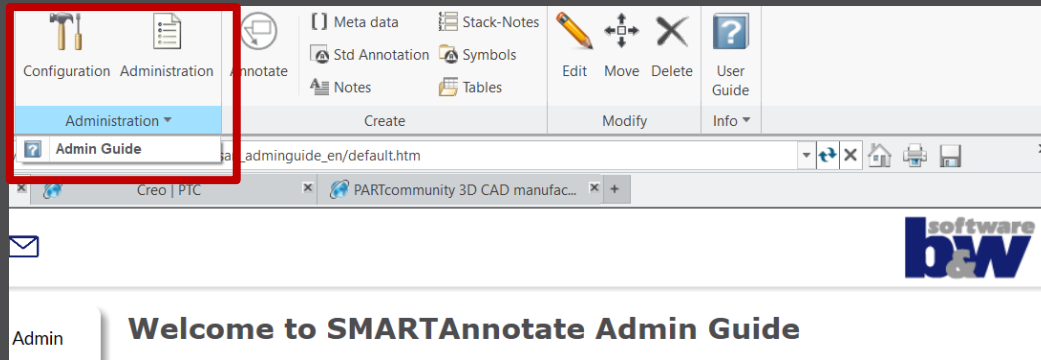 Configuration Administration
Annotate
[ ] Meta data
Stack-Notes
Std Annotation
Symbols
Notes
Tables
Edit Move Delete
User
Guide
Administration
Create
Modify
Info
Admin Guide
_adminguide_en/default.htm
Creo | PTC
PARTcommunity 3D CAD manufac...
software
b&w
Admin
Welcome to SMARTAnnotate Admin Guide